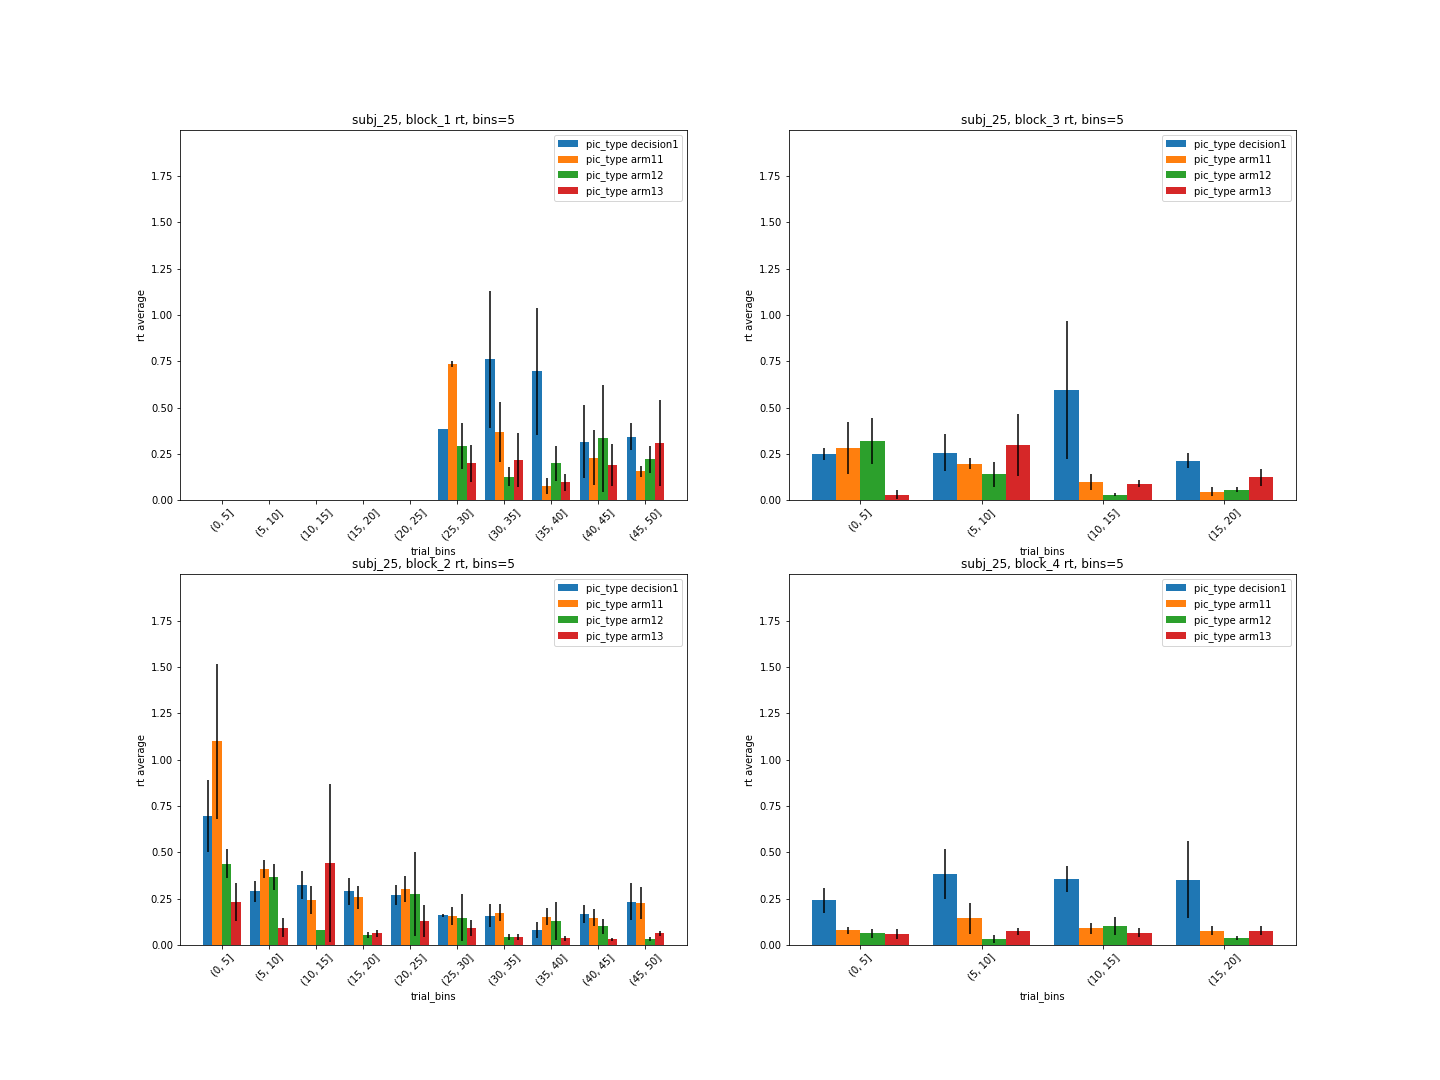 subj_25, block_1 rt, bins=5
pic_type decision1
pic_type arm11
pic_type arm12
pic_type arm13
1.75
1.50
1.25
1.00
0.75
0.50
0.25
0.00
rt average
(0, 5]
(5, 10]
(10, 15]
(15, 20]
(20, 25]
(25, 30]
(30, 35]
(35, 40]
(40, 45]
(45, 50]
trial_bins
subj_25, block_3 rt, bins=5
pic_type decision1
pic_type arm11
pic_type arm12
pic_type arm13
1.75
1.50
1.25
1.00
0.75
0.50
0.25
0.00
rt average
(0, 5]
(5, 10]
(10, 15]
(15, 20]
trial_bins
subj_25, block_2 rt, bins=5
pic_type decision1
pic_type arm11
pic_type arm12
pic_type arm13
1.75
1.50
1.25
1.00
0.75
0.50
0.25
0.00
rt average
(0, 5]
(5, 10]
(10, 15]
(15, 20]
(20, 25]
(25, 30]
(30, 35]
(35, 40]
(40, 45]
(45, 50]
trial_bins
subj_25, block_4 rt, bins=5
pic_type decision1
pic_type arm11
pic_type arm12
pic_type arm13
1.75
1.50
1.25
1.00
0.75
0.50
0.25
0.00
rt average
(0, 5]
(5, 10]
(10, 15]
(15, 20]
trial_bins